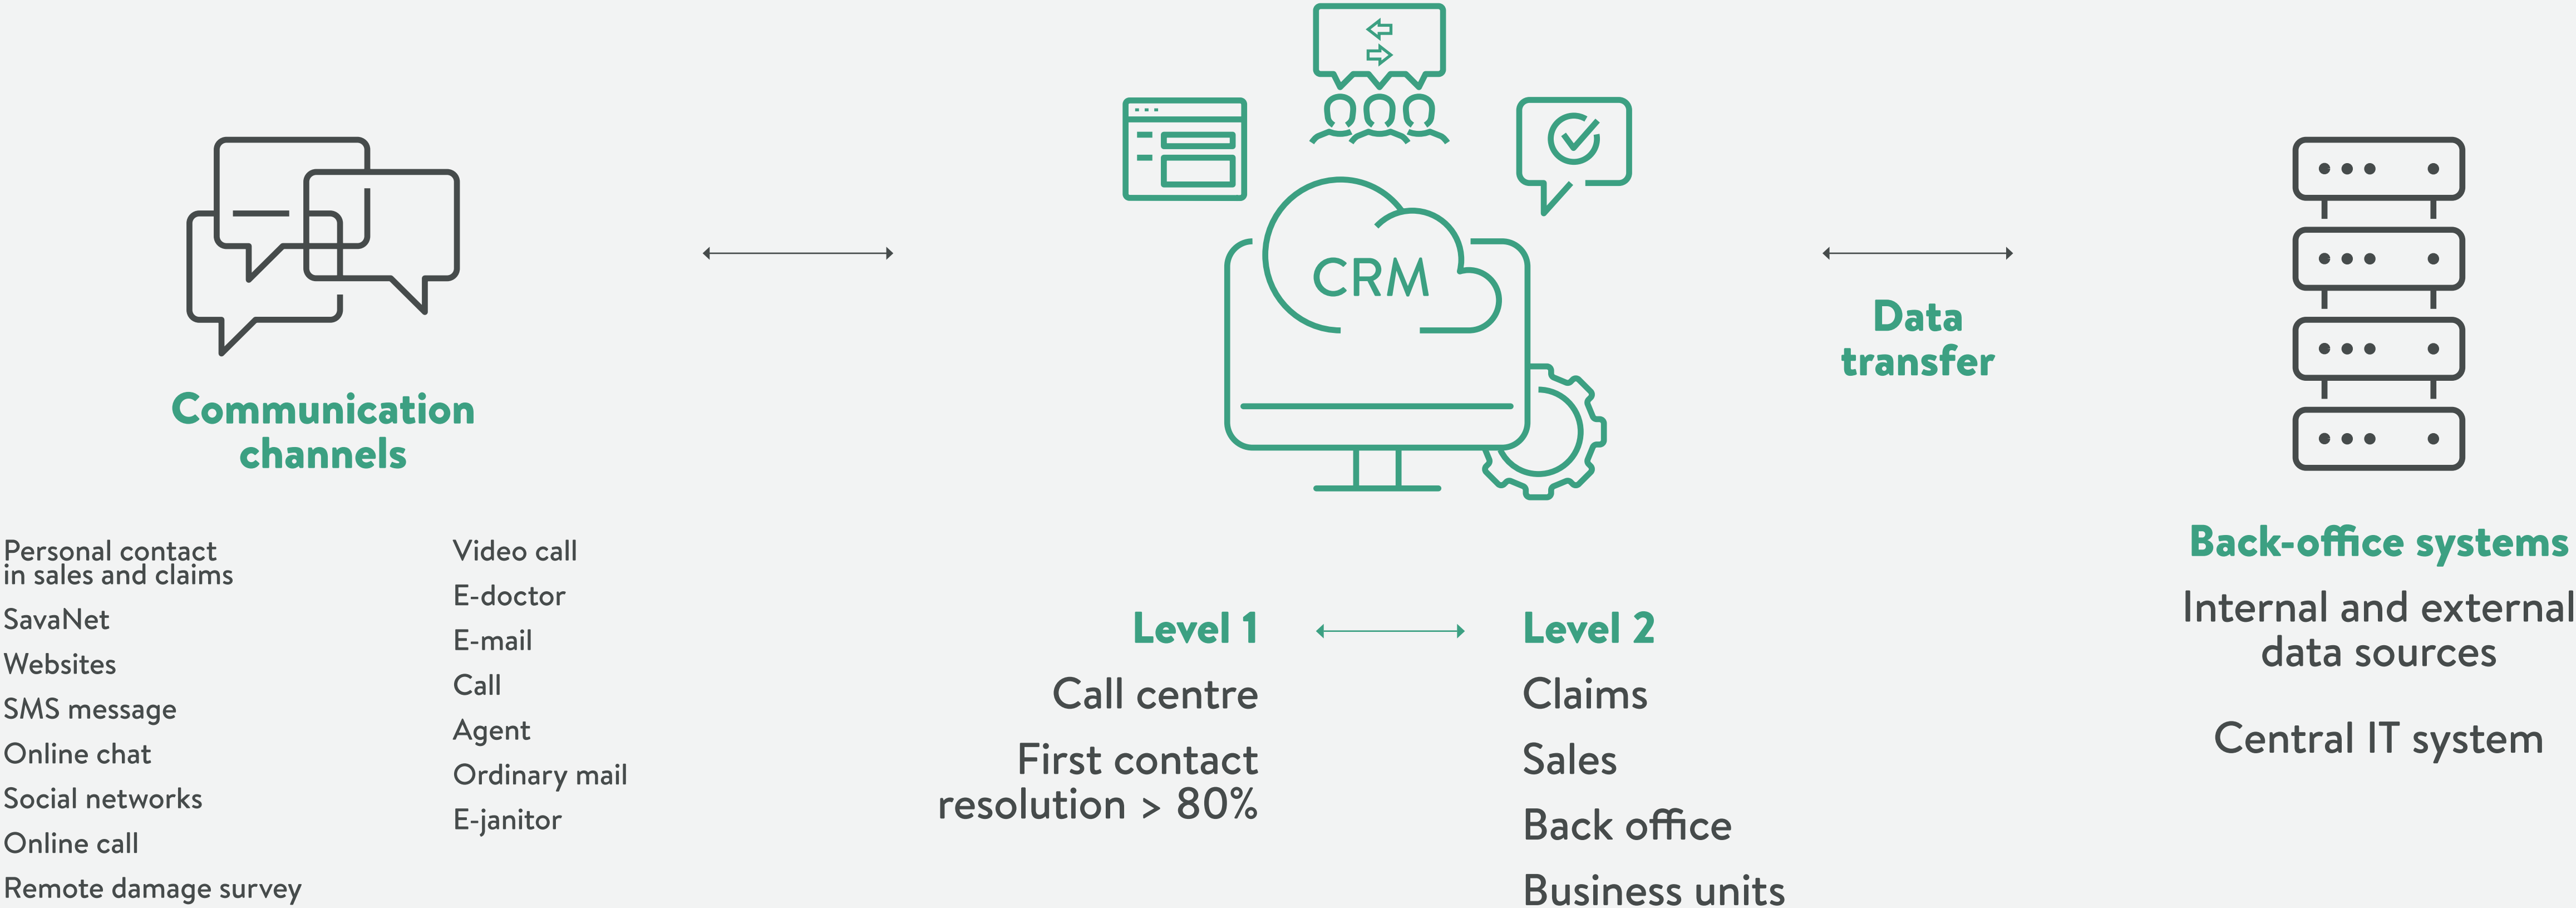 CRM
Data
transfer
Communication
channels
Personal contact
in sales and claims
SavaNet
Websites
SMS message
Online chat
Social networks
Online call
Remote damage survey
Video call
E-doctor
E-mail
Call
Agent
Ordinary mail
E-janitor
Level 1
Call centre
First contact
resolution > 80%
Level 2
Claims
Sales
Back office
Business units
Back-office systems
Internal and external
data sources
Central IT system